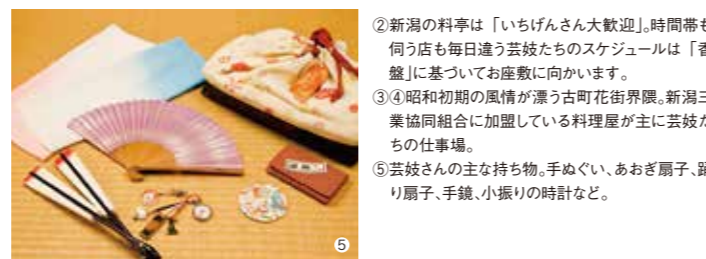 ②新潟の料亭は「いちげんさん大歓迎」。時間帯も
伺う店も毎日違う芸妓たちのスケジュールは「香
盤」に基づいてお座敷に向かいます。
③④昭和初期の風情が漂う古町花街界隈。新潟三
業協同組合に加盟している料理屋が主に芸妓た
ちの仕事場。
⑤芸妓さんの主な持ち物。手ぬぐい、あおぎ扇子、踊
り扇子、手鏡、小振りの時計など。
⑤